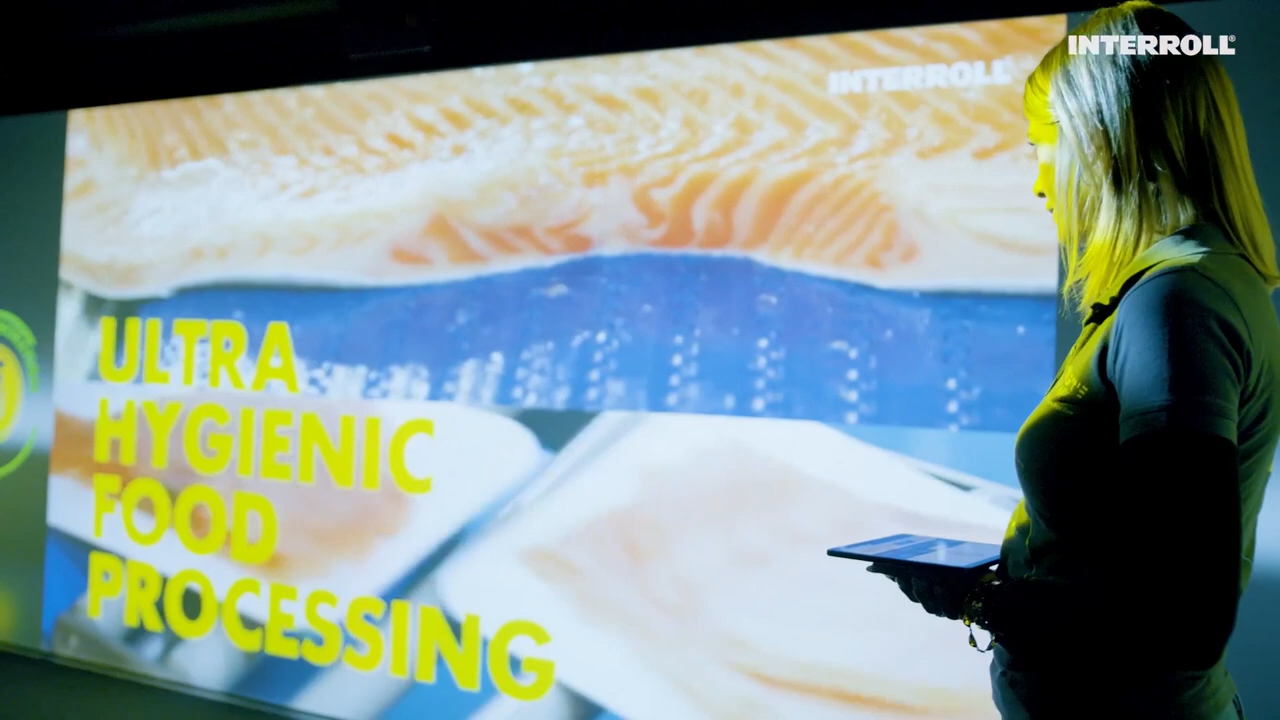 INTERROLL®
INTERROLL
ULTRA
HYGIENIC
FOOD
PROCESSING